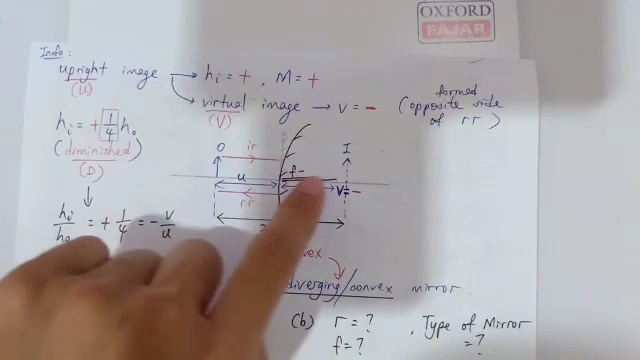 OXFORD
FAJAR
Info:
upright image → hi = + , M = +
(U)
virtual image → v = − (opposite side
(V)
formed
of rr)
hi = + 1/4 ho
(diminished)
(D)
O
ir
I
u
f −
v = −
rr
hi/ho = + 1/4 = − v/u
diverging/convex mirror
(b) r = ? , Type of Mirror
f = ? = ?